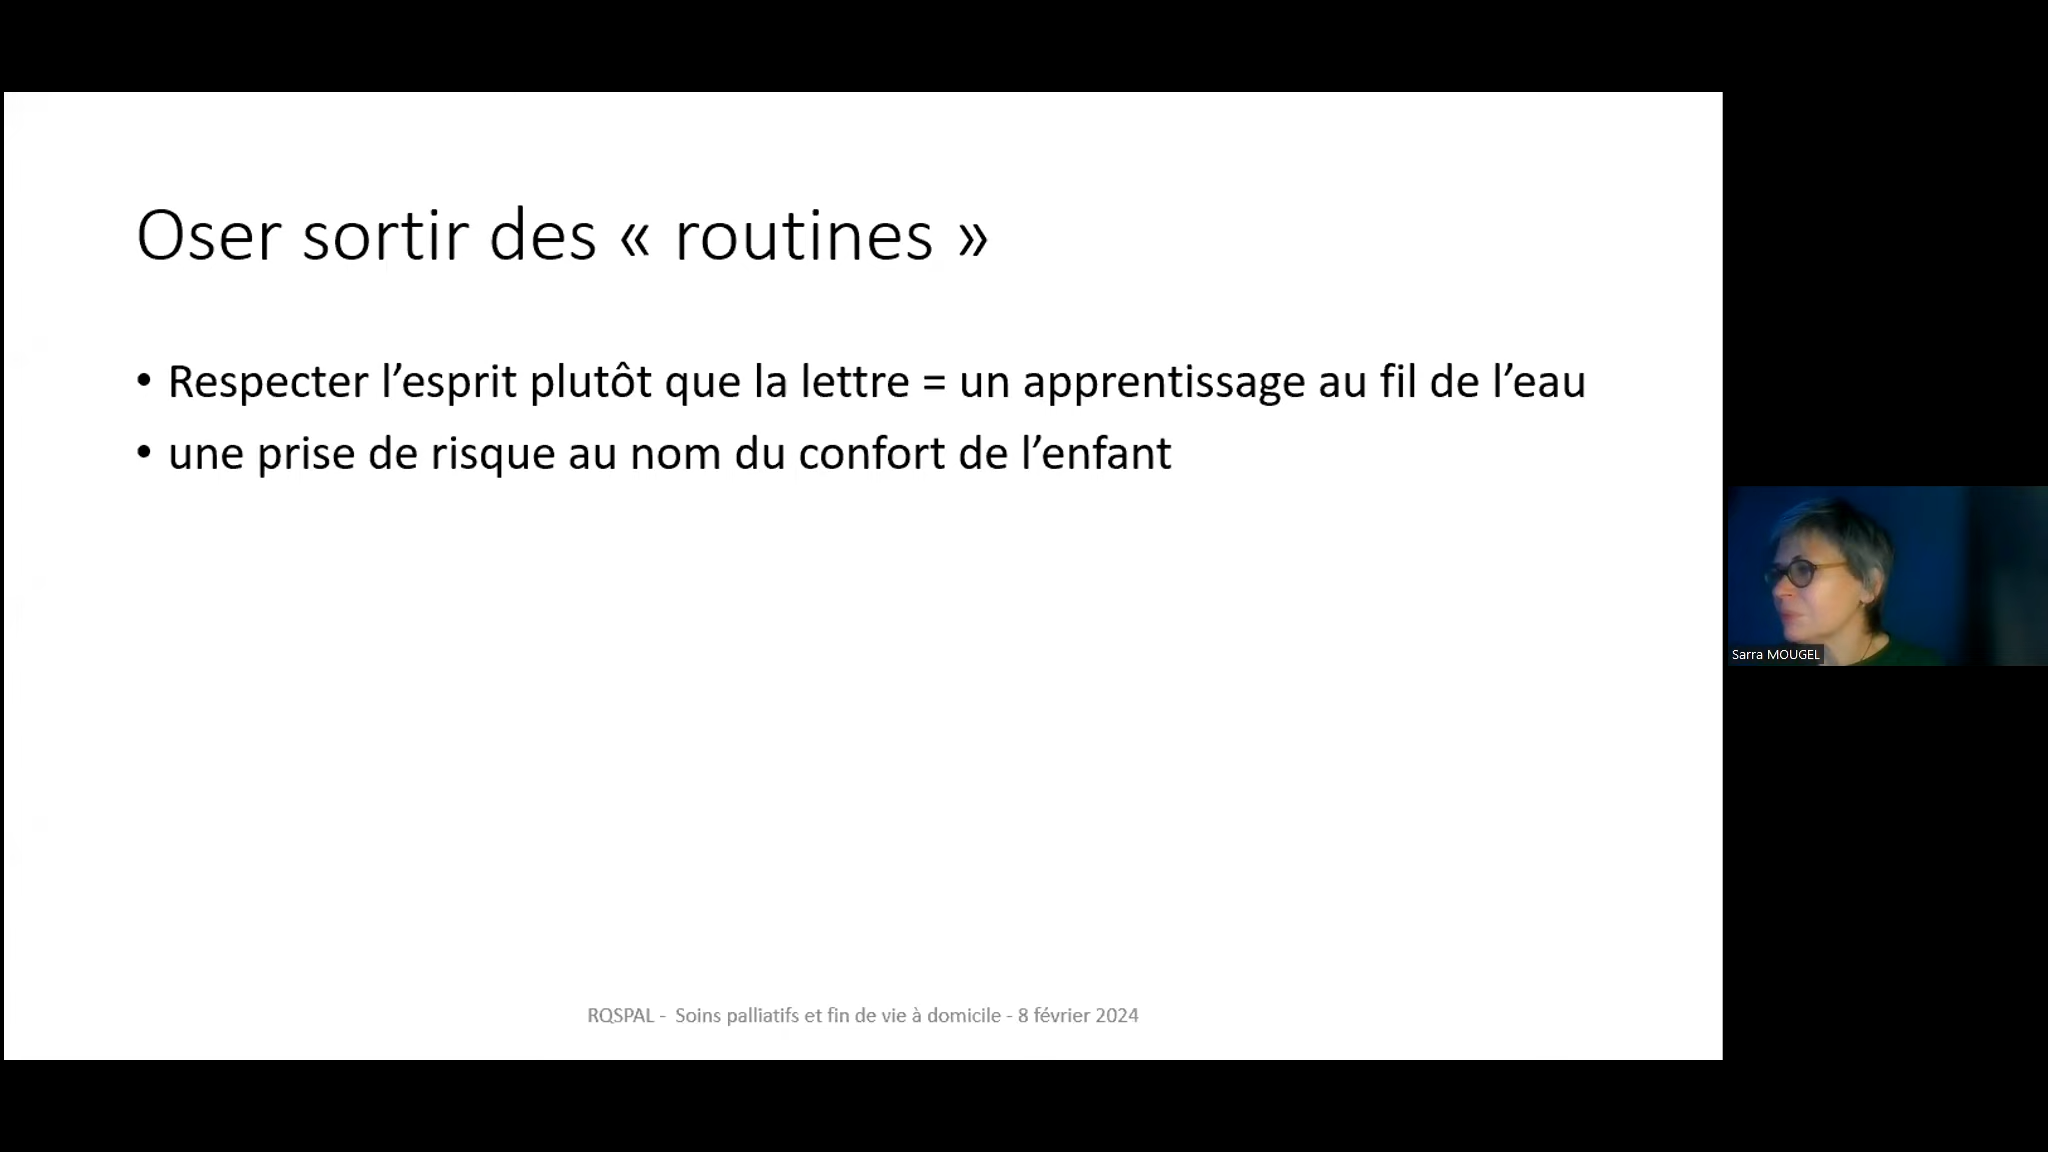 Oser sortir des « routines »
• Respecter l’esprit plutôt que la lettre = un apprentissage au fil de l’eau
• une prise de risque au nom du confort de l’enfant
Sarra MOUGEL
RQSPAL - Soins palliatifs et fin de vie à domicile - 8 février 2024